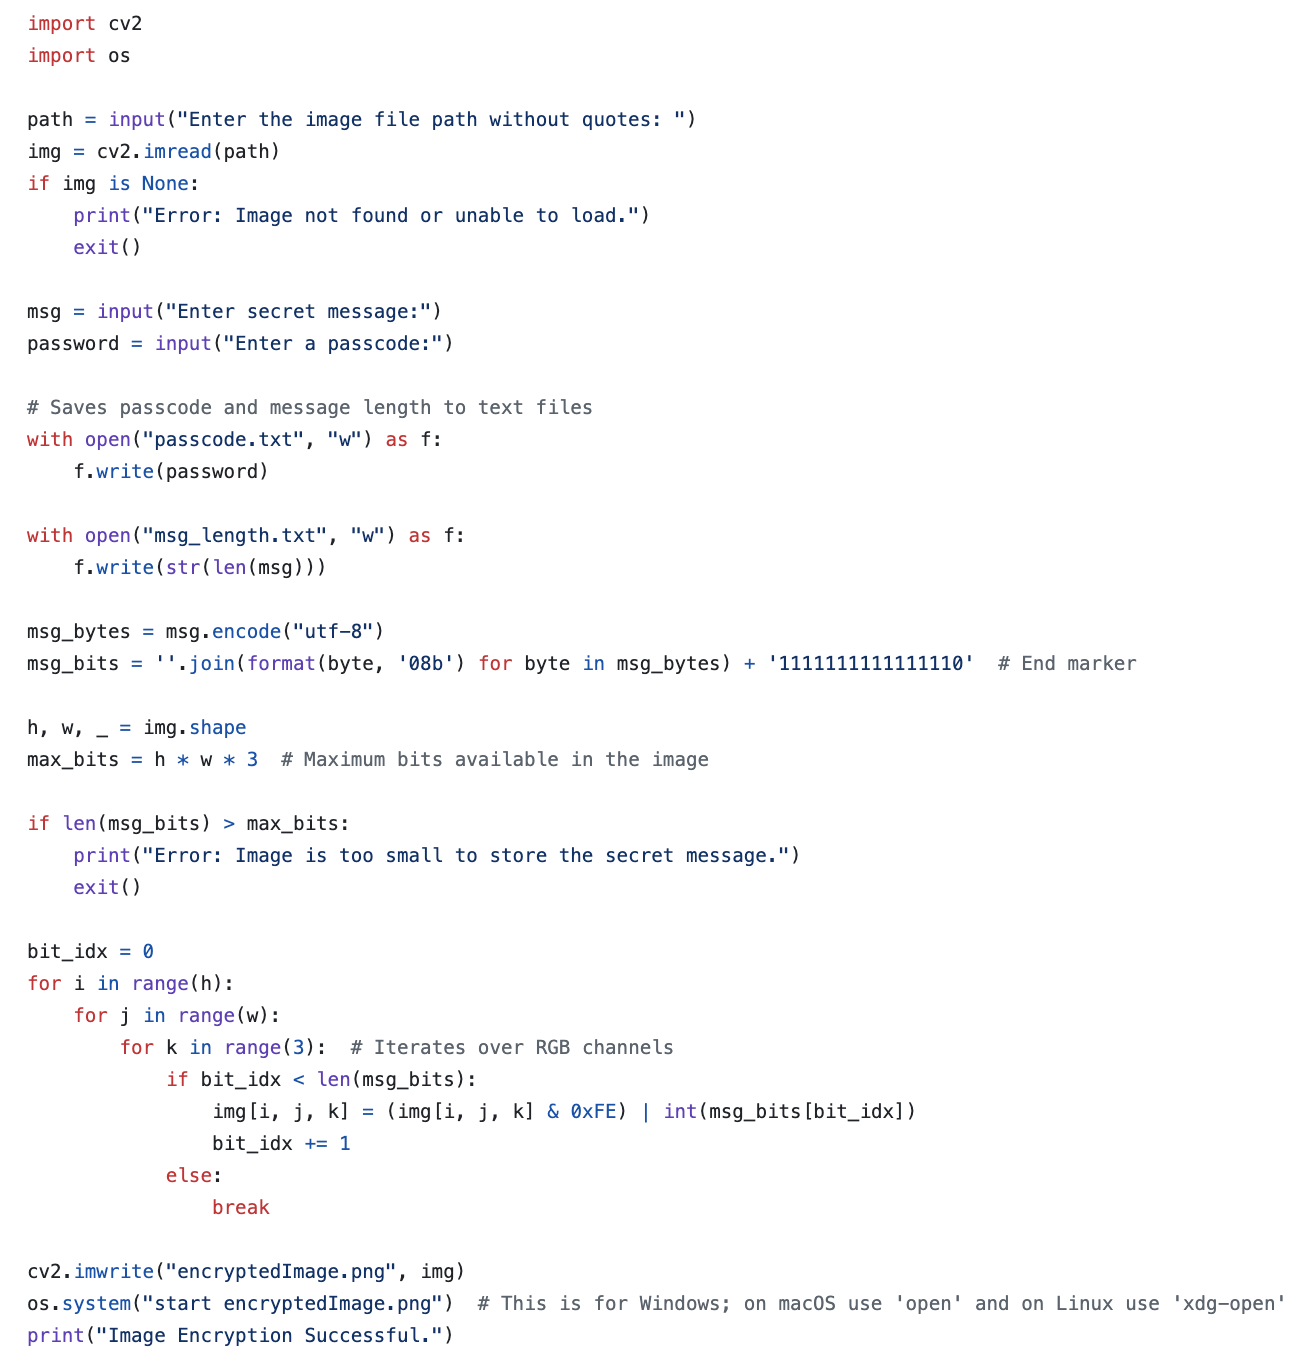 import cv2
import os

path = input("Enter the image file path without quotes: ")
img = cv2.imread(path)
if img is None:
    print("Error: Image not found or unable to load.")
    exit()

msg = input("Enter secret message:")
password = input("Enter a passcode:")

# Saves passcode and message length to text files
with open("passcode.txt", "w") as f:
    f.write(password)

with open("msg_length.txt", "w") as f:
    f.write(str(len(msg)))

msg_bytes = msg.encode("utf-8")
msg_bits = ''.join(format(byte, '08b') for byte in msg_bytes) + '1111111111111110'  # End marker

h, w, _ = img.shape
max_bits = h * w * 3  # Maximum bits available in the image

if len(msg_bits) > max_bits:
    print("Error: Image is too small to store the secret message.")
    exit()

bit_idx = 0
for i in range(h):
    for j in range(w):
        for k in range(3):  # Iterates over RGB channels
            if bit_idx < len(msg_bits):
                img[i, j, k] = (img[i, j, k] & 0xFE) | int(msg_bits[bit_idx])
                bit_idx += 1
            else:
                break

cv2.imwrite("encryptedImage.png", img)
os.system("start encryptedImage.png")  # This is for Windows; on macOS use 'open' and on Linux use 'xdg-open'
print("Image Encryption Successful.")